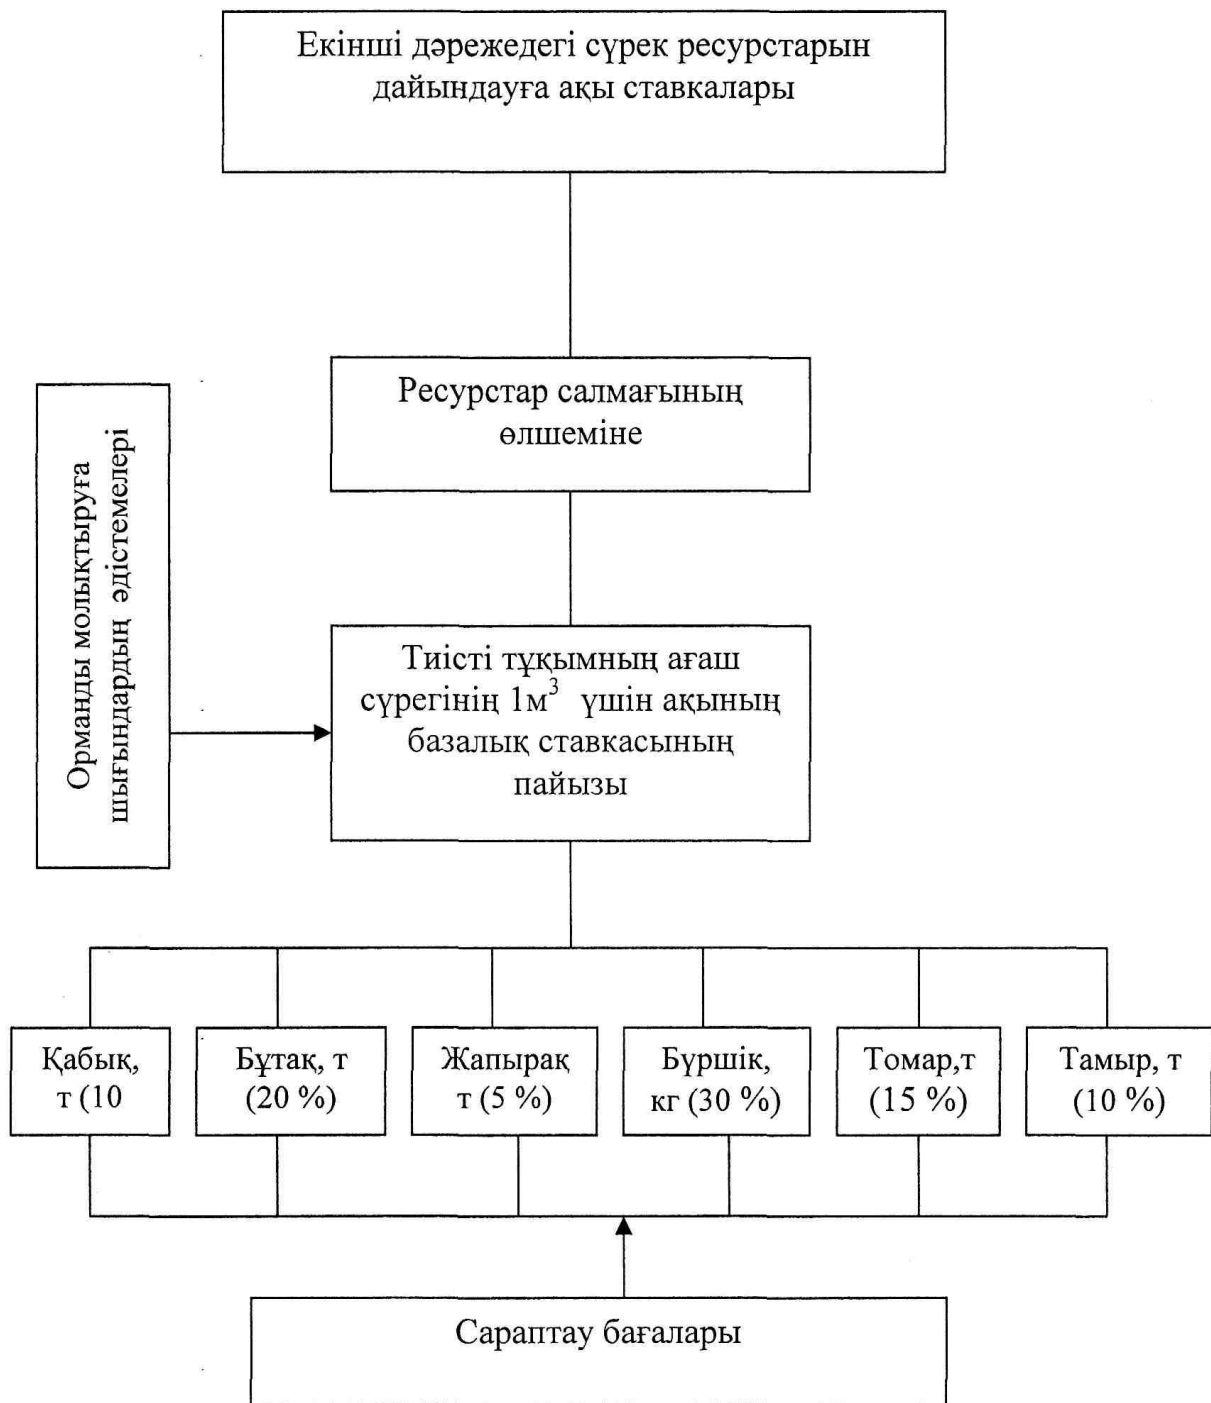 Екінші дәрежедегі сүрек ресурстарын
дайындауға ақы ставкалары
Ресурстар салмағының
өлшеміне
Орманды молықтыруға
шығындардың әдістемелері
Тиісті тұқымның ағаш
сүрегінің 1м³ үшін ақының
базалық ставкасының
пайызы
Қабық,
т (10
Бұтақ, т
(20 %)
Жапырақ
т (5 %)
Бүршік,
кг (30 %)
Томар,т
(15 %)
Тамыр, т
(10 %)
Сараптау бағалары